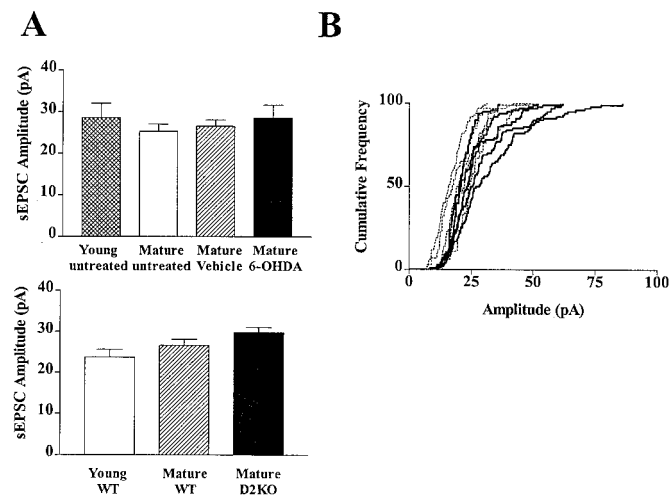 A
sEPSC Amplitude (pA)
40
30
20
10
0
Young untreated
Mature untreated
Mature Vehicle
Mature 6-OHDA
sEPSC Amplitude (pA)
40
30
20
10
0
Young WT
Mature WT
Mature D2KO
B
Cumulative Frequency
100
50
0
0
25
50
75
100
Amplitude (pA)